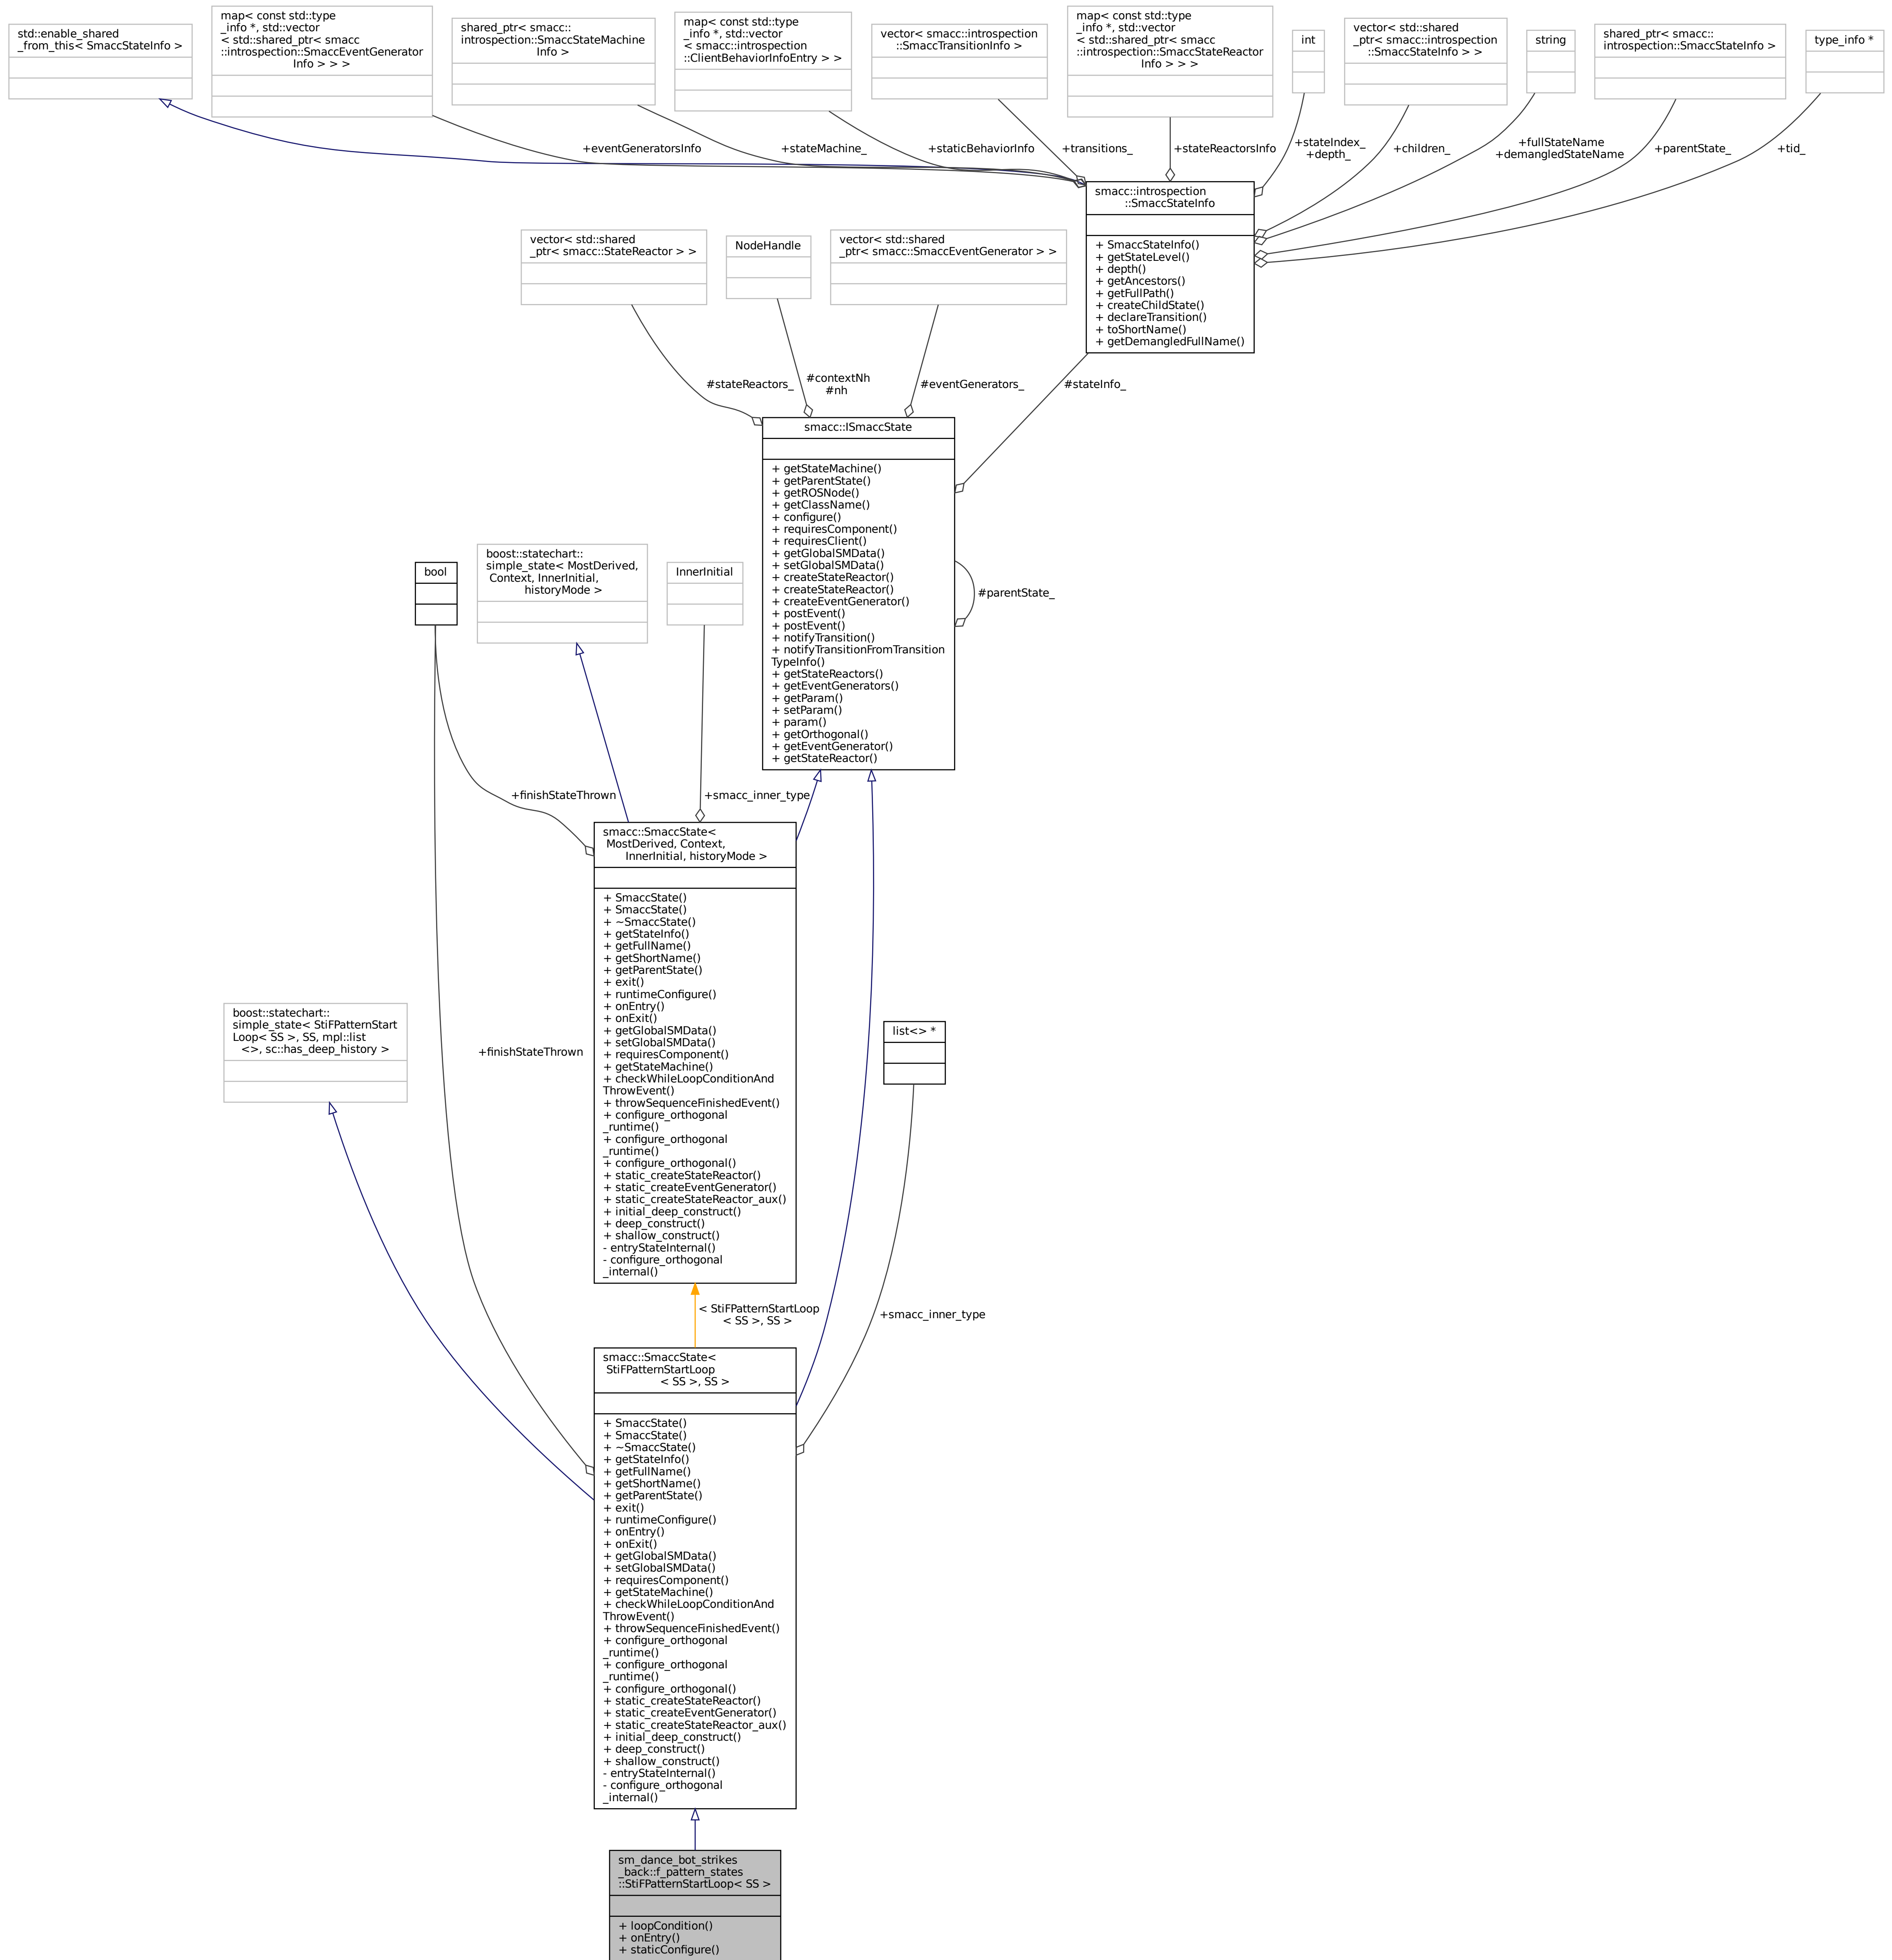 std::enable_shared
_from_this< SmaccStateInfo >
map< const std::type
_info *, std::vector
< std::shared_ptr< smacc
::introspection::SmaccEventGenerator
Info > > >
shared_ptr< smacc::
introspection::SmaccStateMachine
Info >
map< const std::type
_info *, std::vector
< smacc::introspection
::ClientBehaviorInfoEntry > >
vector< smacc::introspection
::SmaccTransitionInfo >
map< const std::type
_info *, std::vector
< std::shared_ptr< smacc
::introspection::SmaccStateReactor
Info > > >
int
vector< std::shared
_ptr< smacc::introspection
::SmaccStateInfo > >
string
shared_ptr< smacc::
introspection::SmaccStateInfo >
type_info *
+eventGeneratorsInfo
+stateMachine_
+staticBehaviorInfo
+transitions_
+stateReactorsInfo
+stateIndex_
+depth_
+children_
+fullStateName
+demangledStateName
+parentState_
+tid_
smacc::introspection
::SmaccStateInfo
+ SmaccStateInfo()
+ getStateLevel()
+ depth()
+ getAncestors()
+ getFullPath()
+ createChildState()
+ declareTransition()
+ toShortName()
+ getDemangledFullName()
vector< std::shared
_ptr< smacc::StateReactor > >
NodeHandle
vector< std::shared
_ptr< smacc::SmaccEventGenerator > >
#stateReactors_
#contextNh
#nh
#eventGenerators_
#stateInfo_
smacc::ISmaccState
+ getStateMachine()
+ getParentState()
+ getROSNode()
+ getClassName()
+ configure()
+ requiresComponent()
+ requiresClient()
+ getGlobalSMData()
+ setGlobalSMData()
+ createStateReactor()
+ createStateReactor()
+ createEventGenerator()
+ postEvent()
+ postEvent()
+ notifyTransition()
+ notifyTransitionFromTransition
TypeInfo()
+ getStateReactors()
+ getEventGenerators()
+ getParam()
+ setParam()
+ param()
+ getOrthogonal()
+ getEventGenerator()
+ getStateReactor()
#parentState_
bool
boost::statechart::
simple_state< MostDerived,
Context, InnerInitial,
historyMode >
InnerInitial
+finishStateThrown
+smacc_inner_type
smacc::SmaccState<
MostDerived, Context,
InnerInitial, historyMode >
+ SmaccState()
+ SmaccState()
+ ~SmaccState()
+ getStateInfo()
+ getFullName()
+ getShortName()
+ getParentState()
+ exit()
+ runtimeConfigure()
+ onEntry()
+ onExit()
+ getGlobalSMData()
+ setGlobalSMData()
+ requiresComponent()
+ getStateMachine()
+ checkWhileLoopConditionAnd
ThrowEvent()
+ throwSequenceFinishedEvent()
+ configure_orthogonal
_runtime()
+ configure_orthogonal
_runtime()
+ configure_orthogonal()
+ static_createStateReactor()
+ static_createEventGenerator()
+ static_createStateReactor_aux()
+ initial_deep_construct()
+ deep_construct()
+ shallow_construct()
- entryStateInternal()
- configure_orthogonal
_internal()
boost::statechart::
simple_state< StiFPatternStart
Loop< SS >, SS, mpl::list
<>, sc::has_deep_history >
+finishStateThrown
list<> *
< StiFPatternStartLoop
< SS >, SS >
+smacc_inner_type
smacc::SmaccState<
StiFPatternStartLoop
< SS >, SS >
+ SmaccState()
+ SmaccState()
+ ~SmaccState()
+ getStateInfo()
+ getFullName()
+ getShortName()
+ getParentState()
+ exit()
+ runtimeConfigure()
+ onEntry()
+ onExit()
+ getGlobalSMData()
+ setGlobalSMData()
+ requiresComponent()
+ getStateMachine()
+ checkWhileLoopConditionAnd
ThrowEvent()
+ throwSequenceFinishedEvent()
+ configure_orthogonal
_runtime()
+ configure_orthogonal
_runtime()
+ configure_orthogonal()
+ static_createStateReactor()
+ static_createEventGenerator()
+ static_createStateReactor_aux()
+ initial_deep_construct()
+ deep_construct()
+ shallow_construct()
- entryStateInternal()
- configure_orthogonal
_internal()
sm_dance_bot_strikes
_back::f_pattern_states
::StiFPatternStartLoop< SS >
+ loopCondition()
+ onEntry()
+ staticConfigure()